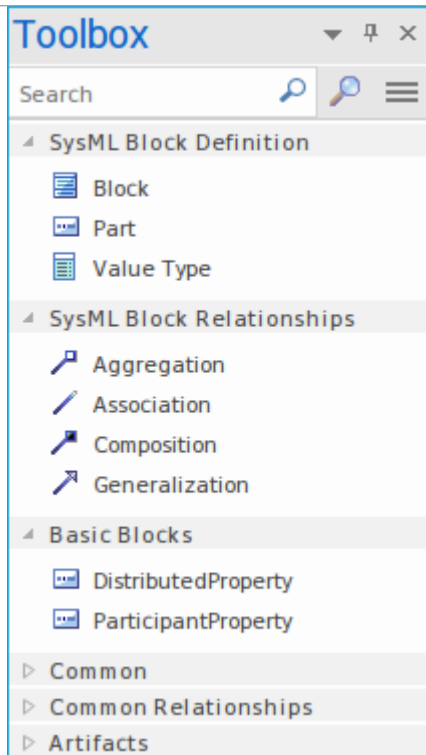 Toolbox
Search
SysML Block Definition
Block
Part
Value Type
SysML Block Relationships
Aggregation
Association
Composition
Generalization
Basic Blocks
DistributedProperty
ParticipantProperty
Common
Common Relationships
Artifacts